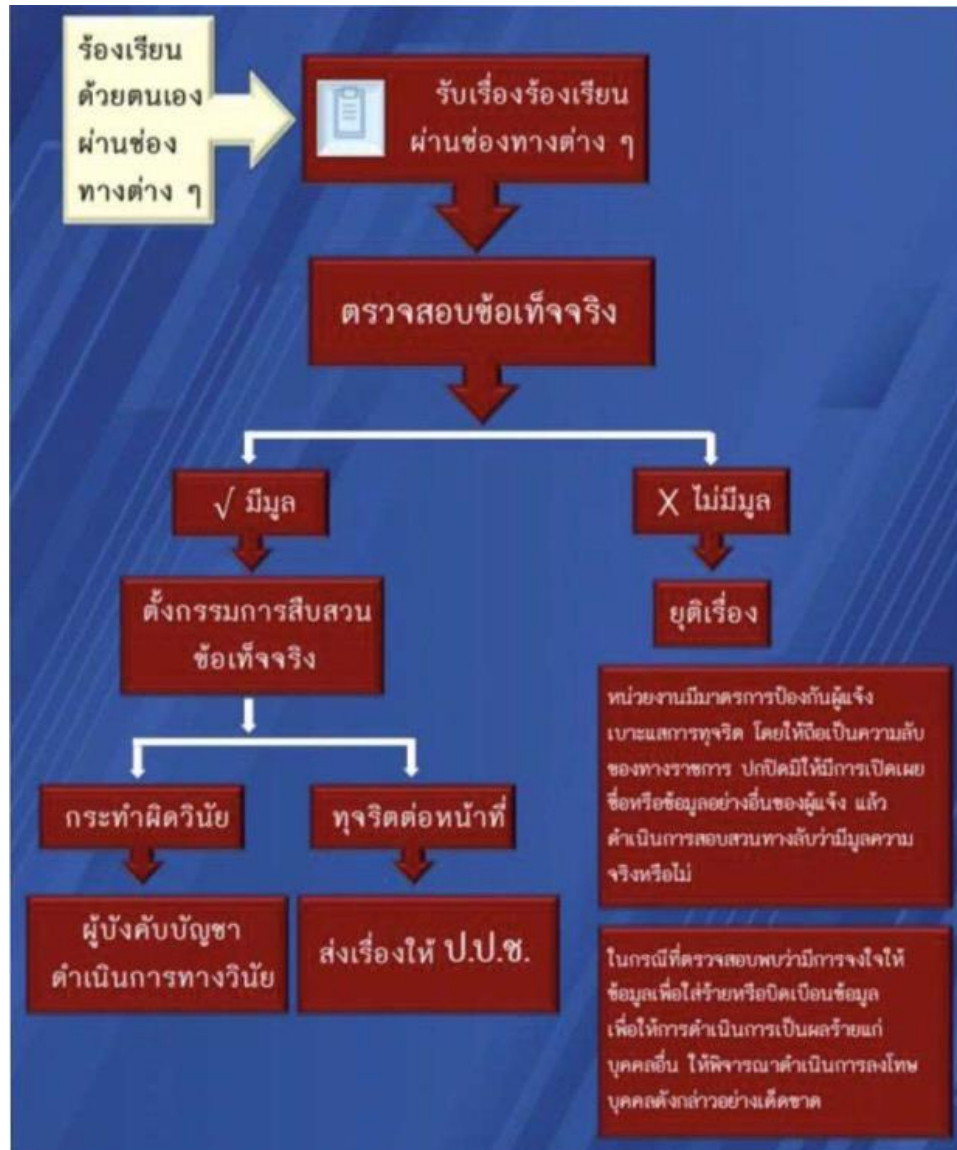 ร้องเรียน
ด้วยตนเอง
ผ่านช่อง
ทางต่าง ๆ
รับเรื่องร้องเรียน
ผ่านช่องทางต่าง ๆ
ตรวจสอบข้อเท็จจริง
√ มีมูล
X ไม่มีมูล
ตั้งกรรมการสืบสวน
ข้อเท็จจริง
ยุติเรื่อง
กระทำผิดวินัย
ทุจริตต่อหน้าที่
ผู้บังคับบัญชา
ดำเนินการทางวินัย
ส่งเรื่องให้ ป.ป.ช.
หน่วยงานมีมาตรการป้องกันผู้แจ้ง
เบาะแสการทุจริต โดยให้ถือเป็นความลับ
ของทางราชการ ปกปิดมิให้มีการเปิดเผย
ชื่อหรือข้อมูลอย่างอื่นของผู้แจ้ง แล้ว
ดำเนินการสอบสวนทางลับว่ามีมูลความ
จริงหรือไม่
ในกรณีที่ตรวจสอบพบว่ามีการจงใจให้
ข้อมูลเพื่อใส่ร้ายหรือบิดเบือนข้อมูล
เพื่อให้การดำเนินการเป็นผลร้ายแก่
บุคคลอื่น ให้พิจารณาดำเนินการลงโทษ
บุคคลดังกล่าวอย่างเด็ดขาด